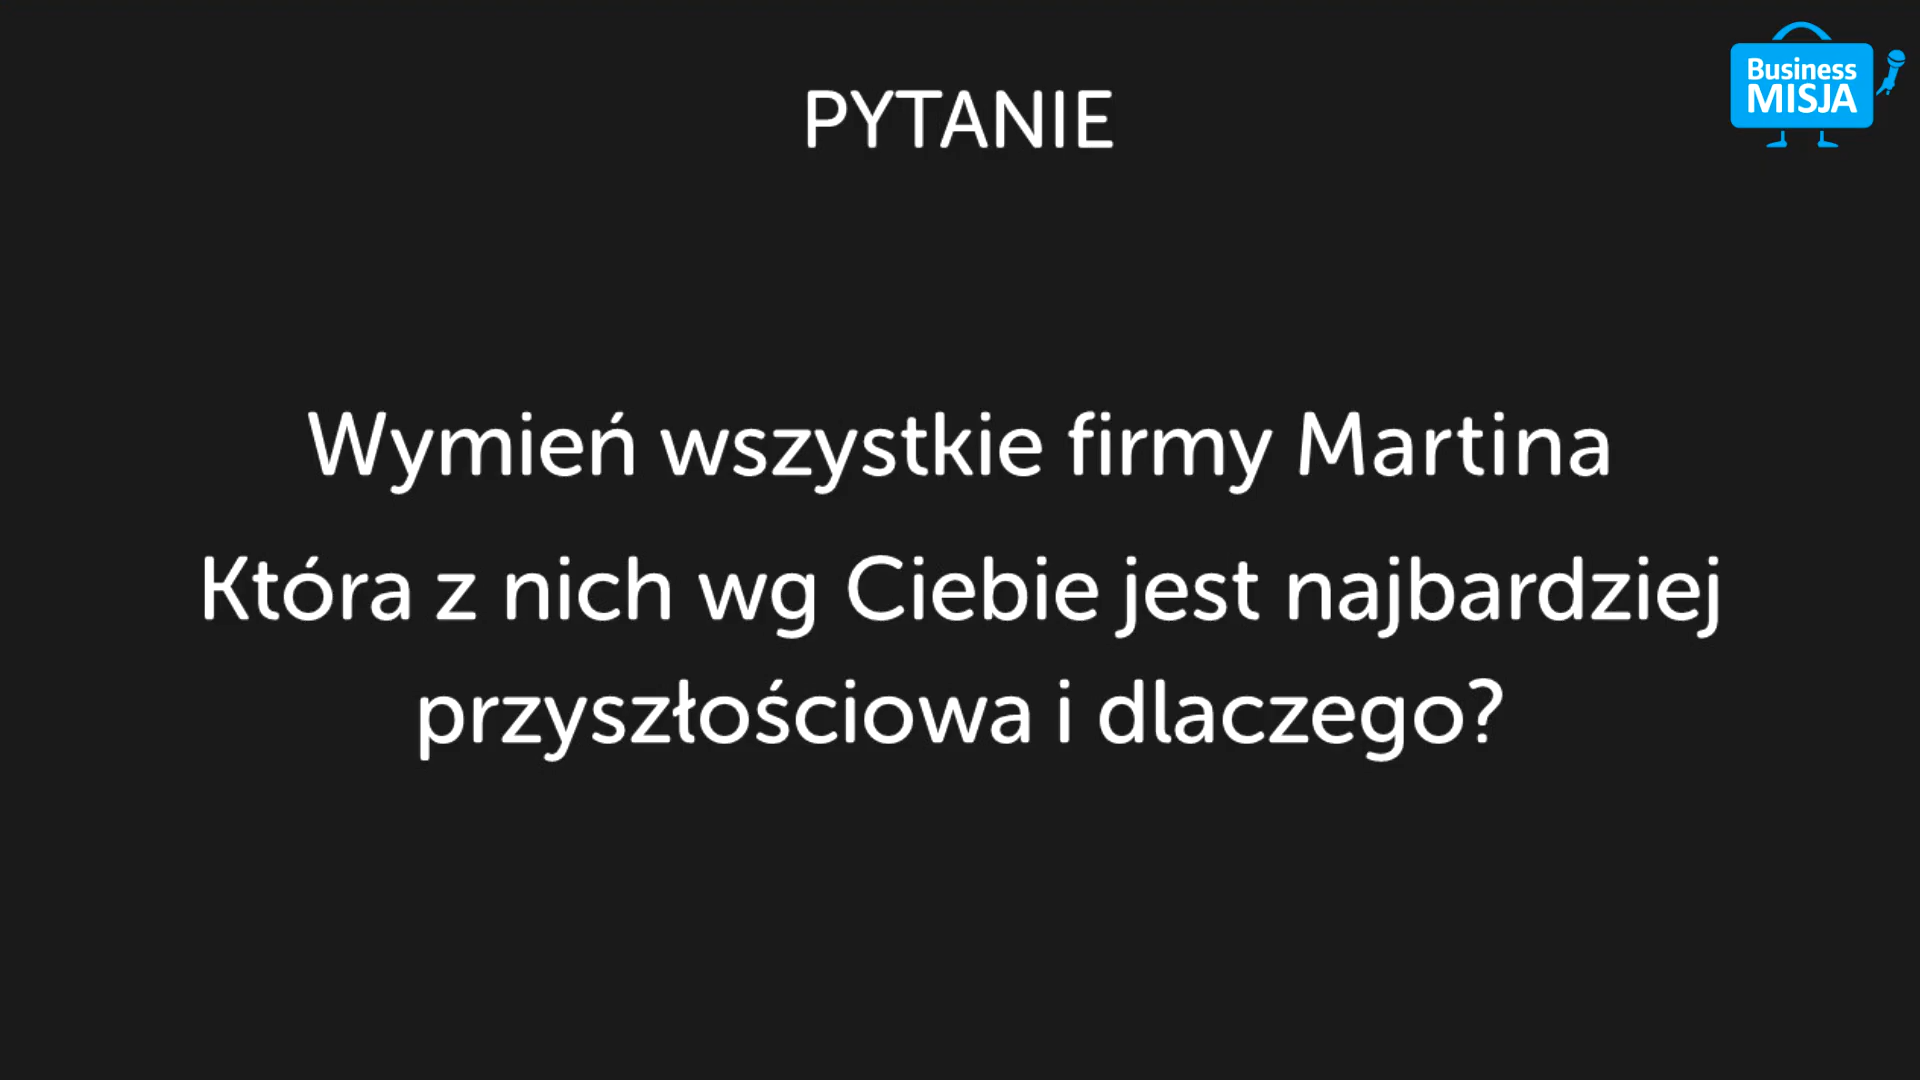 Business
MISJA
PYTANIE
Wymień wszystkie firmy Martina
Która z nich wg Ciebie jest najbardziej
przyszłościowa i dlaczego?